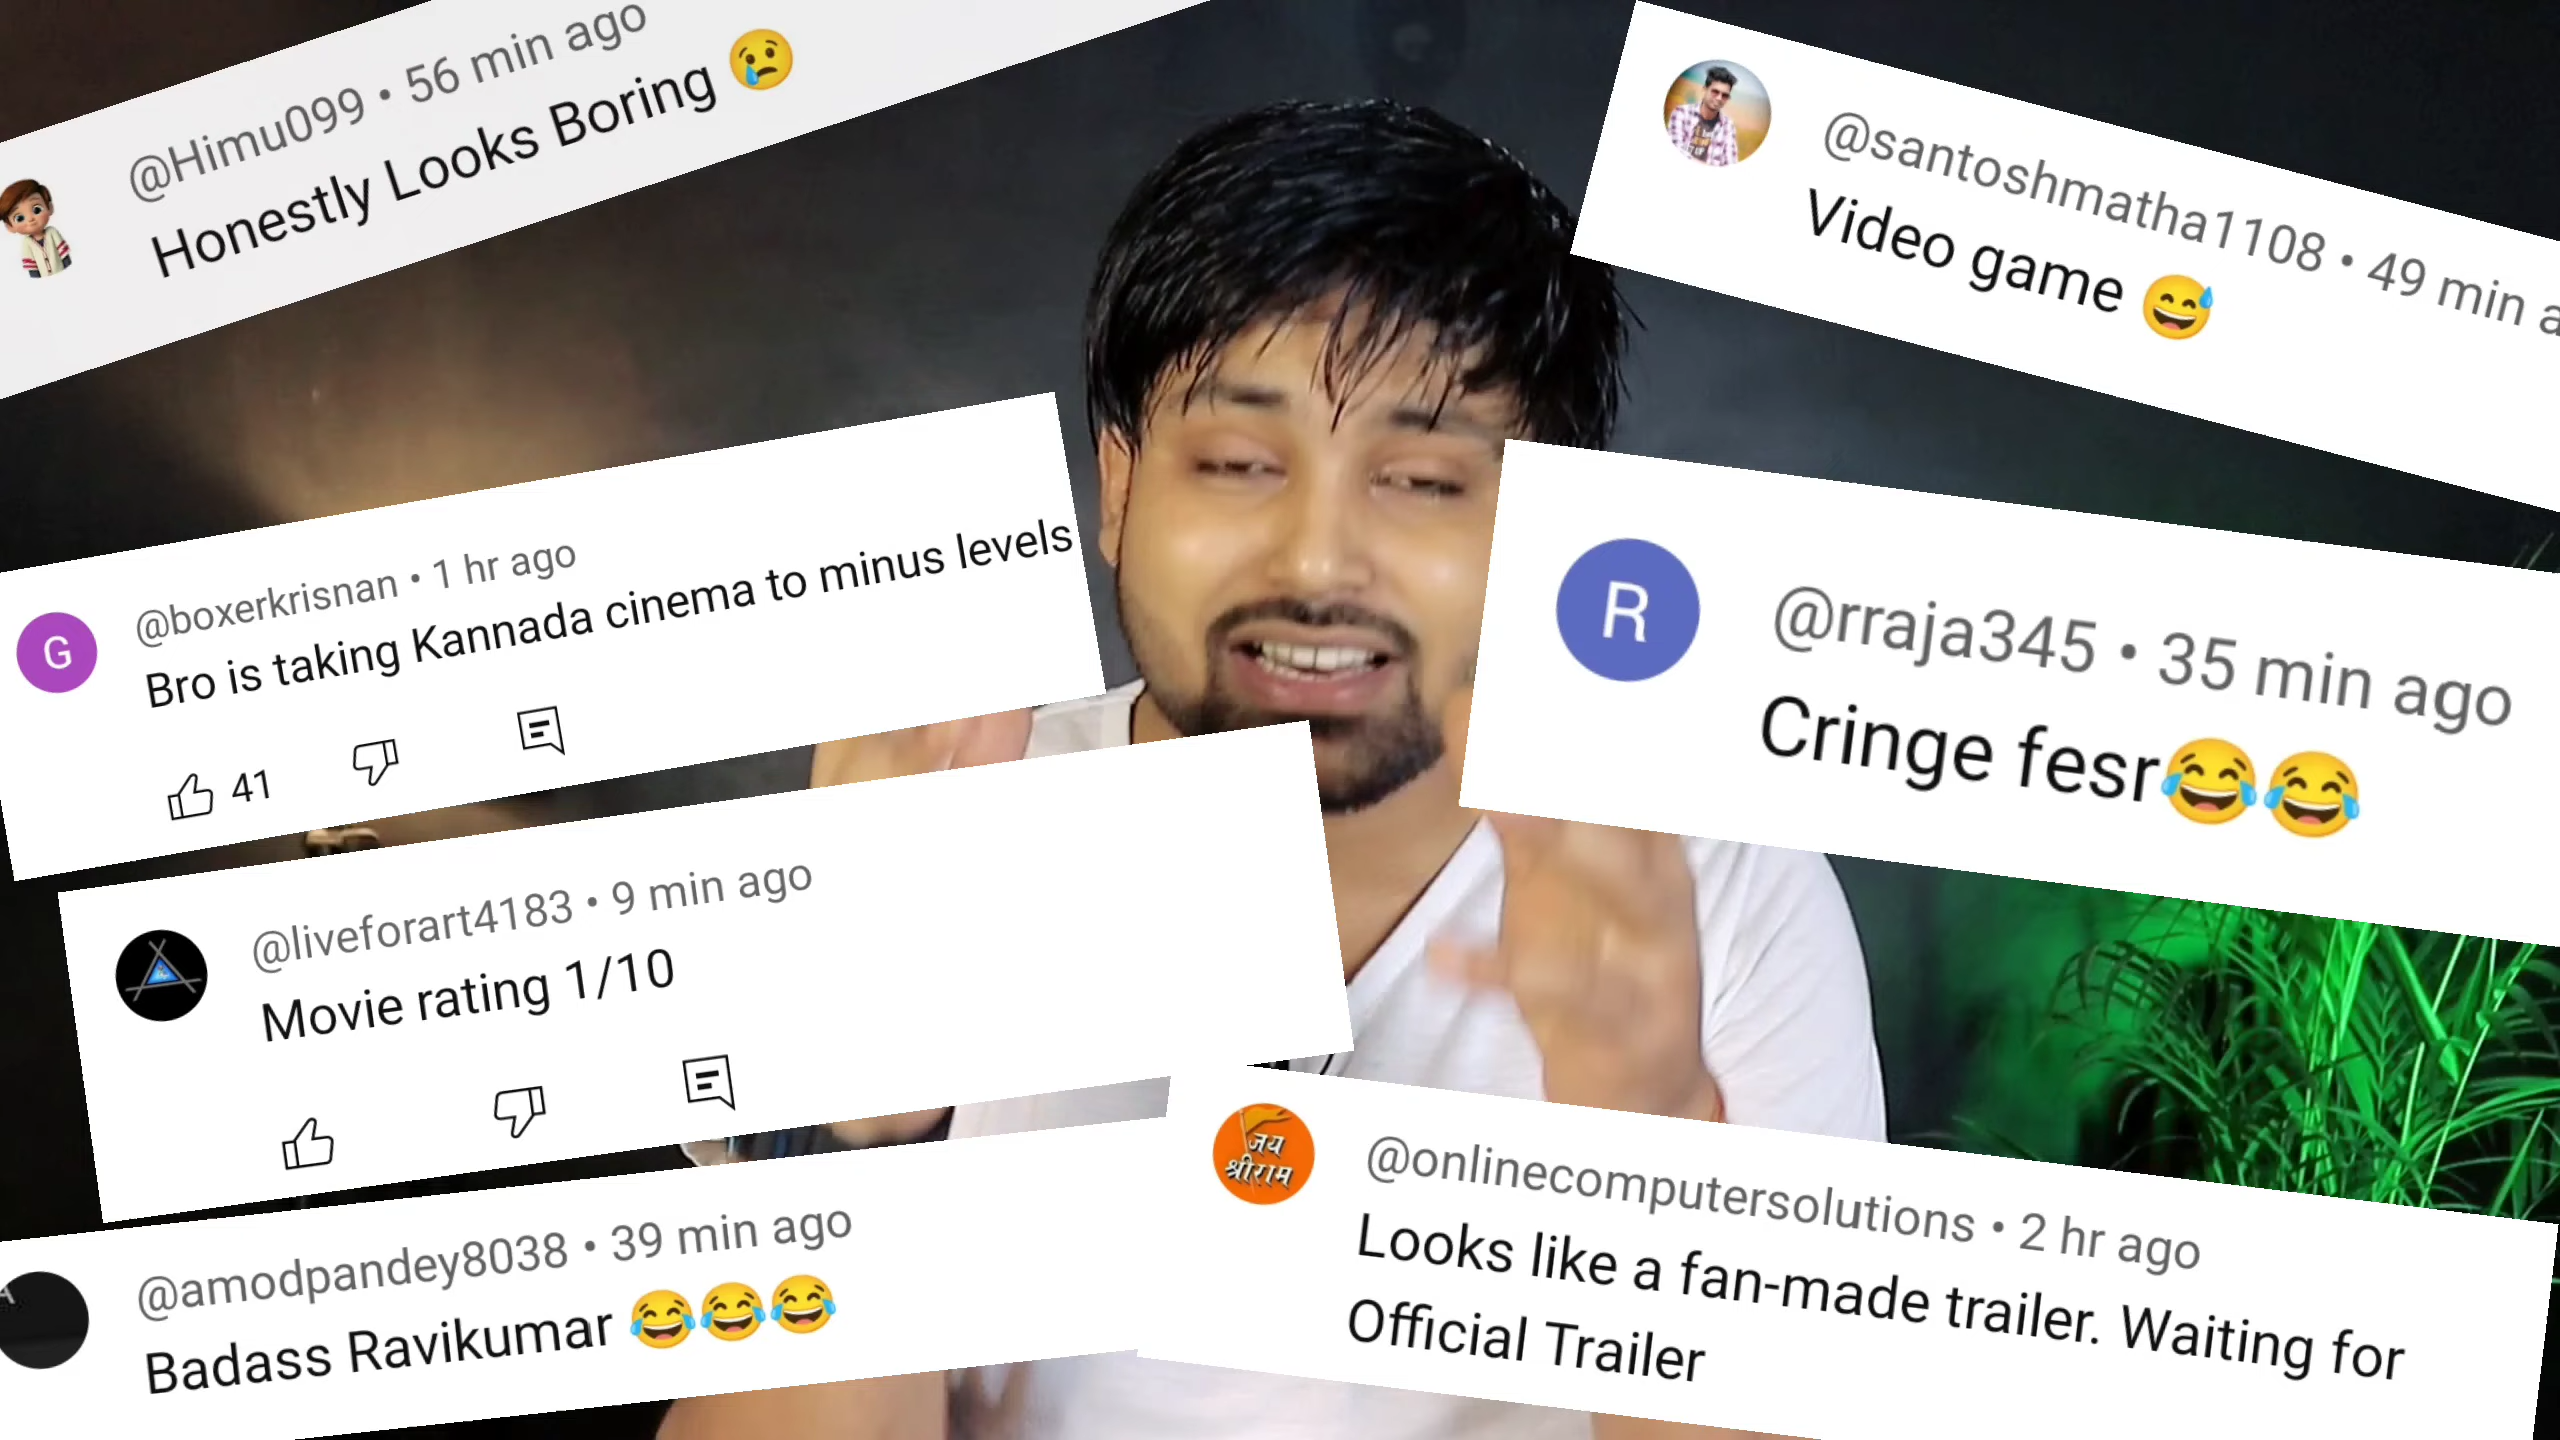 @Himu099 • 56 min ago
Honestly Looks Boring 😢
@santoshmatha1108 • 49 min a
Video game 😅
G
@boxerkrisnan • 1 hr ago
Bro is taking Kannada cinema to minus levels
41
R
@rraja345 • 35 min ago
Cringe fesr😂😂
@liveforart4183 • 9 min ago
Movie rating 1/10
A
@amodpandey8038 • 39 min ago
Badass Ravikumar 😂😂😂
जय
श्रीराम
@onlinecomputersolutions • 2 hr ago
Looks like a fan-made trailer. Waiting for
Official Trailer